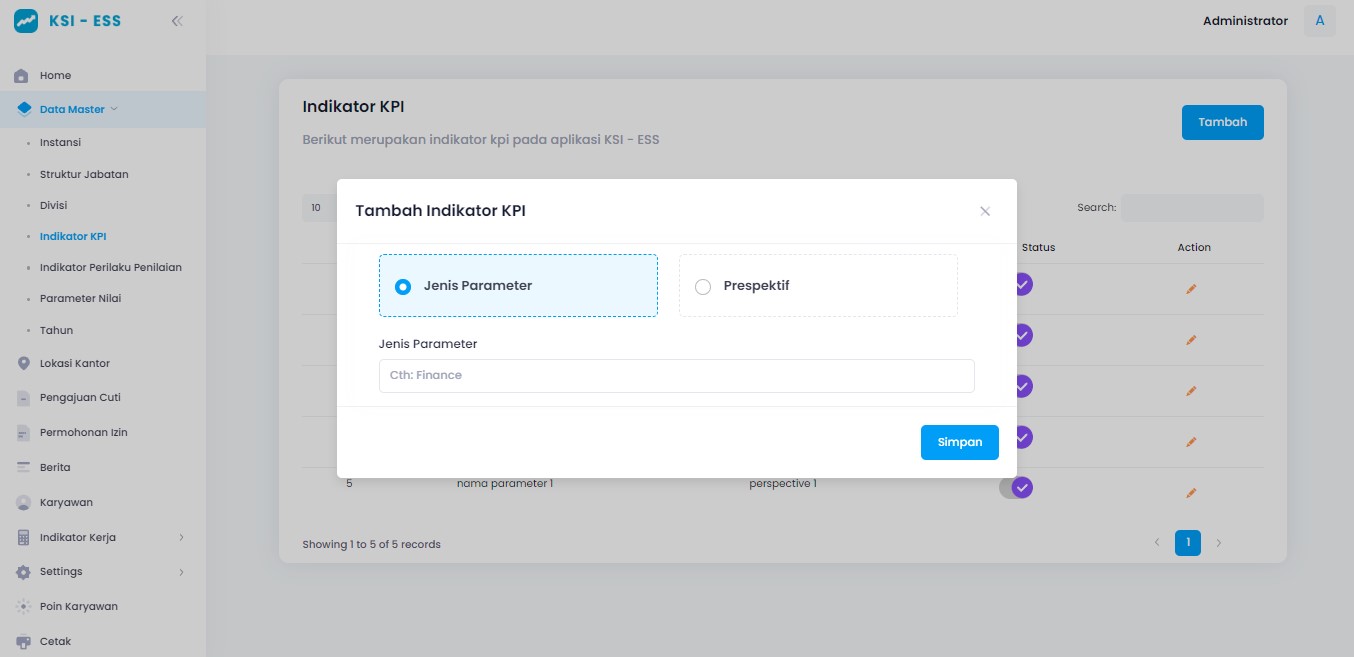 KSI - ESS
Administrator
A
Home
Data Master
Instansi
Struktur Jabatan
Divisi
Indikator KPI
Indikator Perilaku Penilaian
Parameter Nilai
Tahun
Lokasi Kantor
Pengajuan Cuti
Permohonan Izin
Berita
Karyawan
Indikator Kerja
Settings
Poin Karyawan
Cetak
Indikator KPI
Berikut merupakan indikator kpi pada aplikasi KSI - ESS
Tambah
10
Search:
Status
Action
Tambah Indikator KPI
Jenis Parameter
Prespektif
Jenis Parameter
Cth: Finance
Simpan
5 nama parameter 1 perspective 1
Showing 1 to 5 of 5 records
1